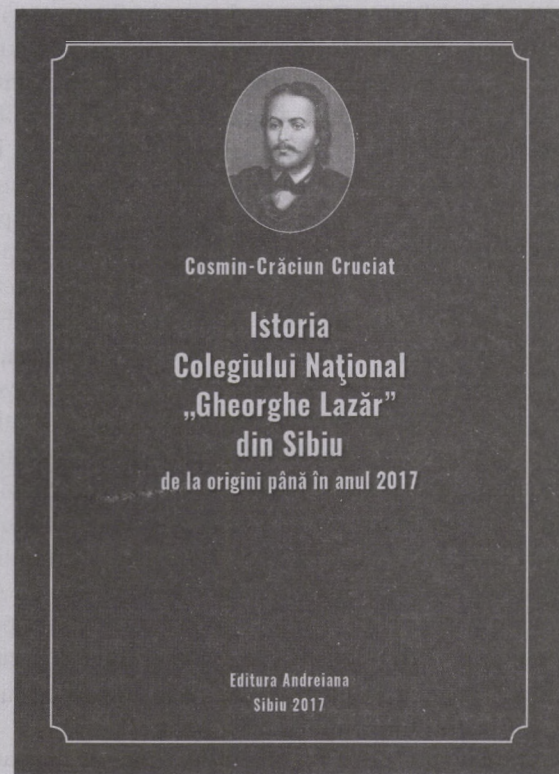 Cosmin-Crăciun Cruciat
Istoria
Colegiului Naţional
„Gheorghe Lazăr”
din Sibiu
de la origini până în anul 2017
Editura Andreiana
Sibiu 2017